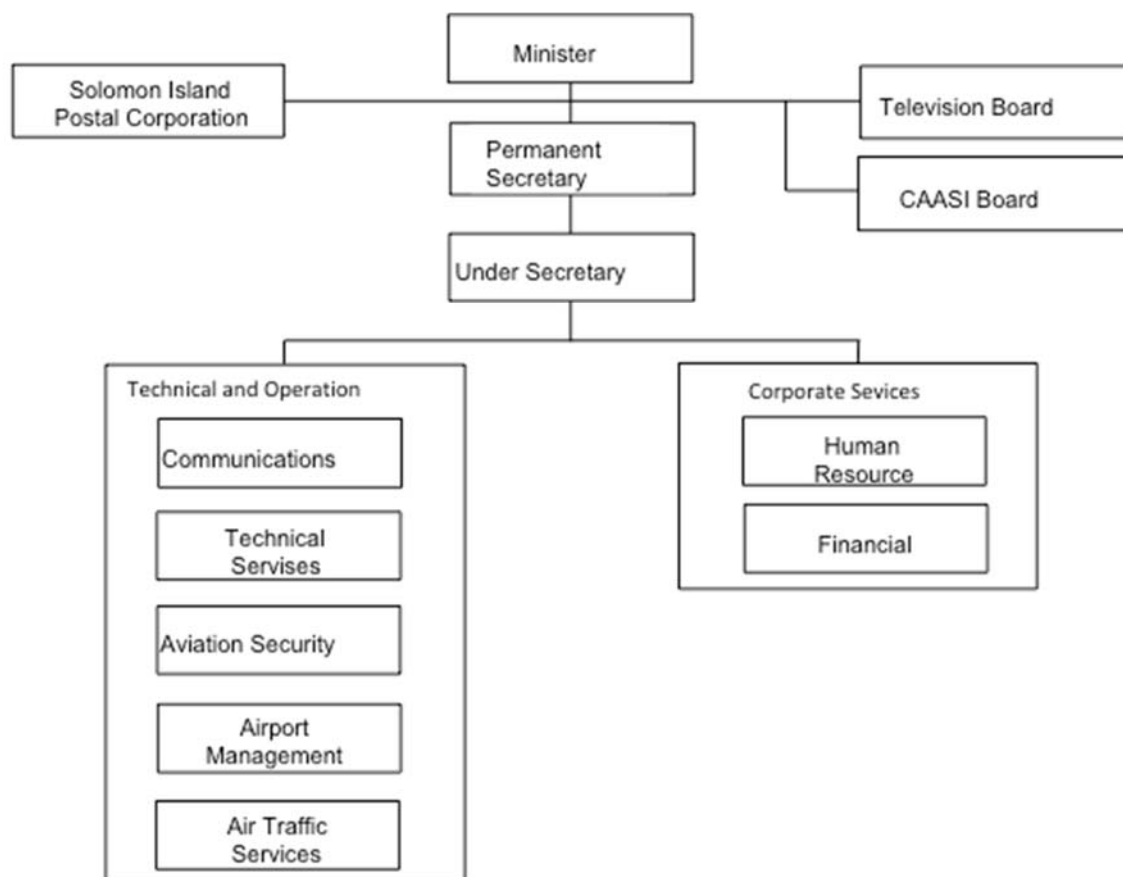 Minister
Solomon Island
Postal Corporation
Television Board
Permanent
Secretary
CAASI Board
Under Secretary
Technical and Operation
Communications
Technical
Servises
Aviation Security
Airport
Management
Air Traffic
Services
Corporate Sevices
Human
Resource
Financial